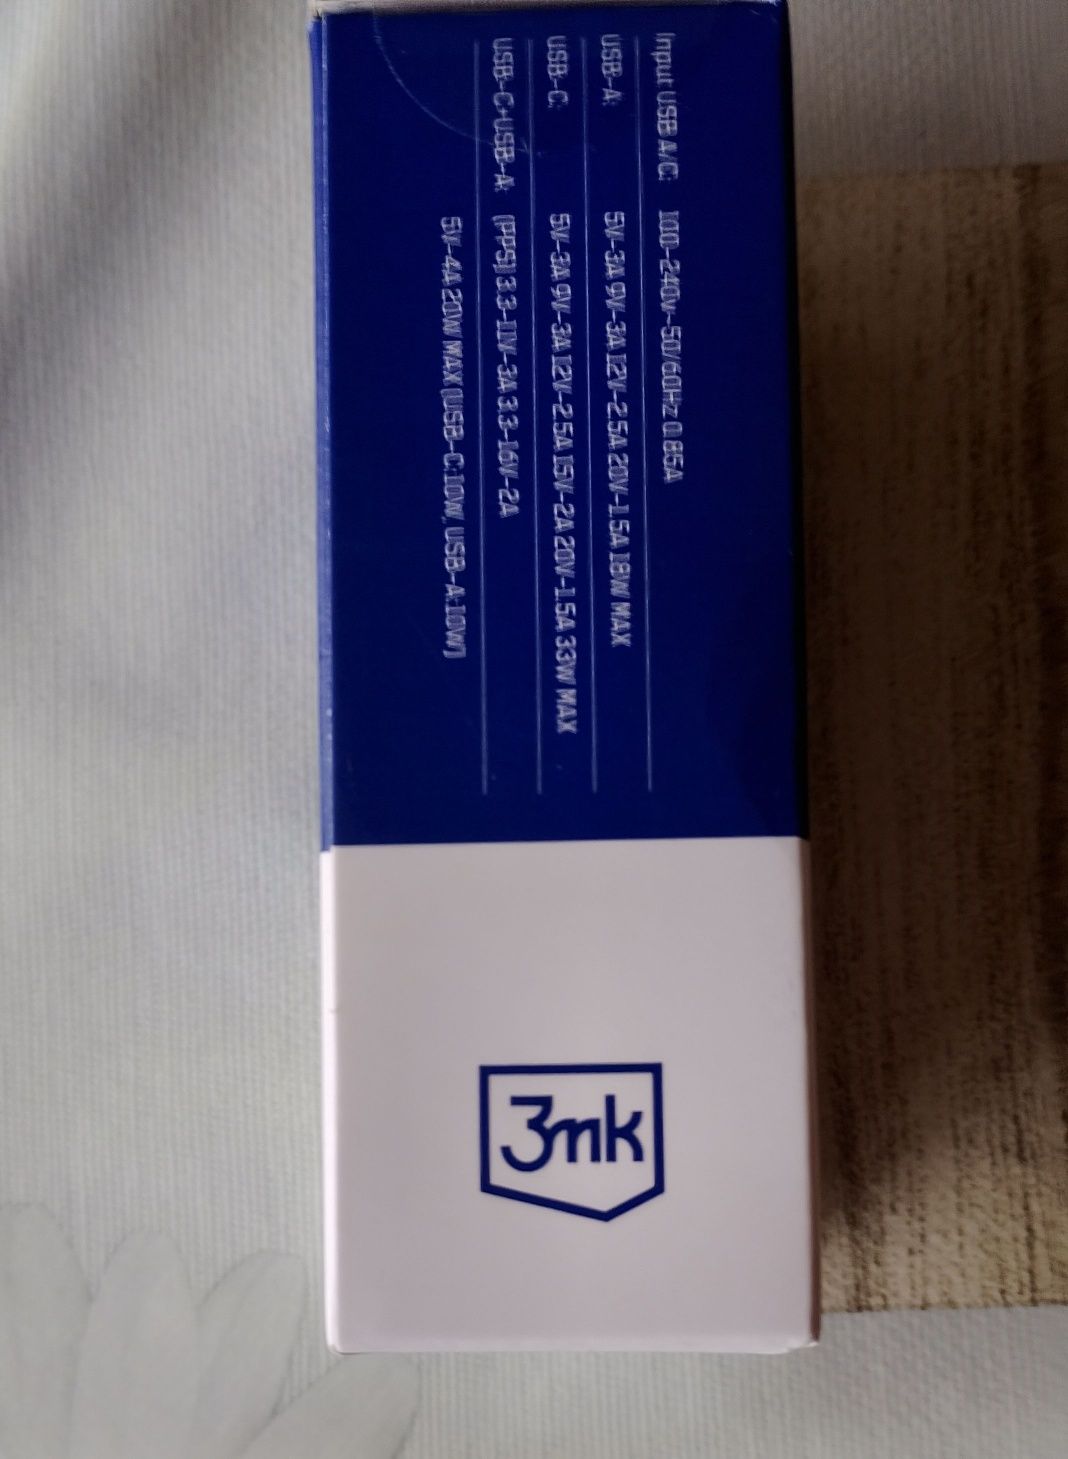 Input USB A/C: 100-240v~50/60Hz 0.85A
USB-A: 5V-3A 9V-3A 12V-2.5A 20V-1.5A 18W MAX
USB-C: 5V-3A 9V-3A 12V-2.5A 15V-2A 20V-1.5A 33W MAX
USB-C+USB-A: (PPS) 3.3-11V-3A 3.3-16V-2A
5V-4A 20W MAX (USB-C:10W, USB-A:10W)
3mk